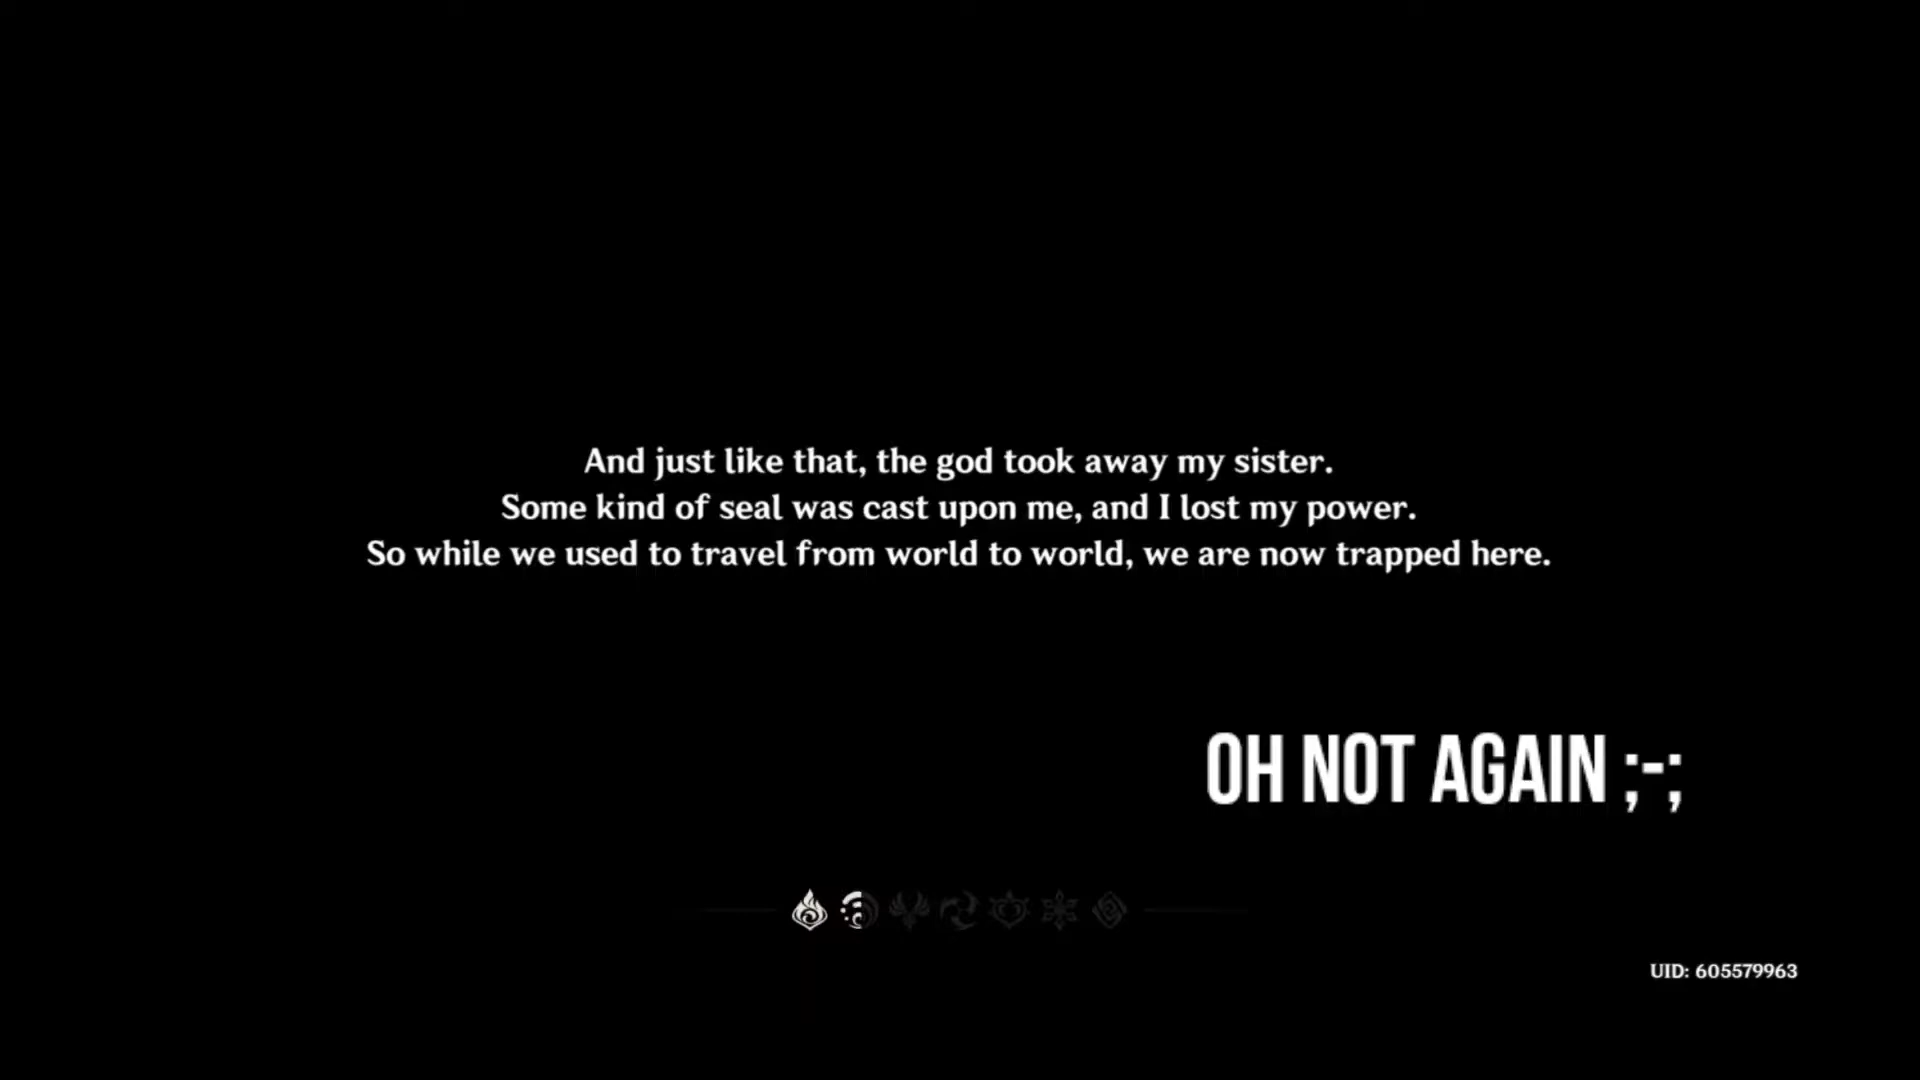 And just like that, the god took away my sister.
Some kind of seal was cast upon me, and I lost my power.
So while we used to travel from world to world, we are now trapped here.
OH NOT AGAIN ;-;
UID: 605579963